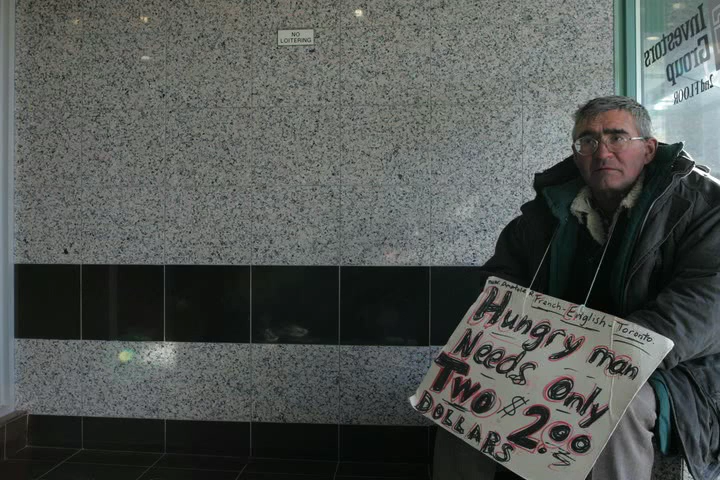 NO
LOITERING
Investors
Group
2nd FLOOR
French-English-Toronto.
Hungry man
Needs Only
Two $ 2.00
DOLLARS